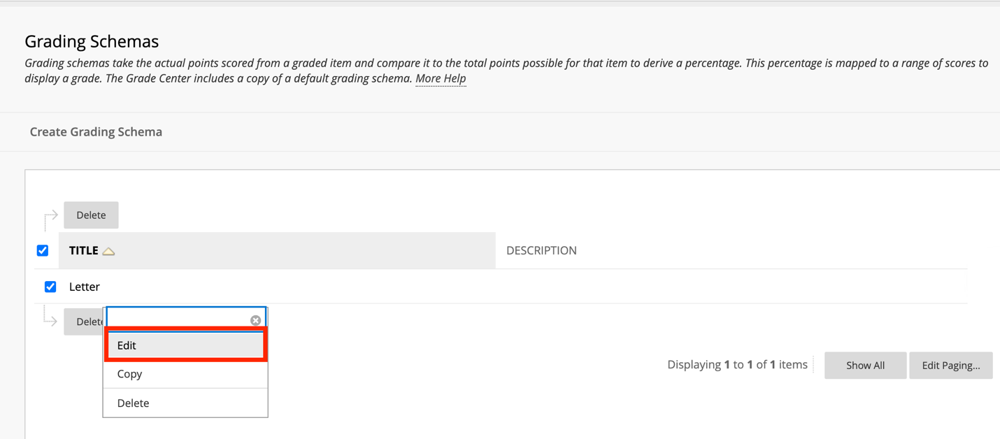 Grading Schemas
Grading schemas take the actual points scored from a graded item and compare it to the total points possible for that item to derive a percentage. This percentage is mapped to a range of scores to
display a grade. The Grade Center includes a copy of a default grading schema. More Help
Create Grading Schema
Delete
TITLE DESCRIPTION
Letter
Delete
Edit
Displaying 1 to 1 of 1 items Show All Edit Paging...
Copy
Delete